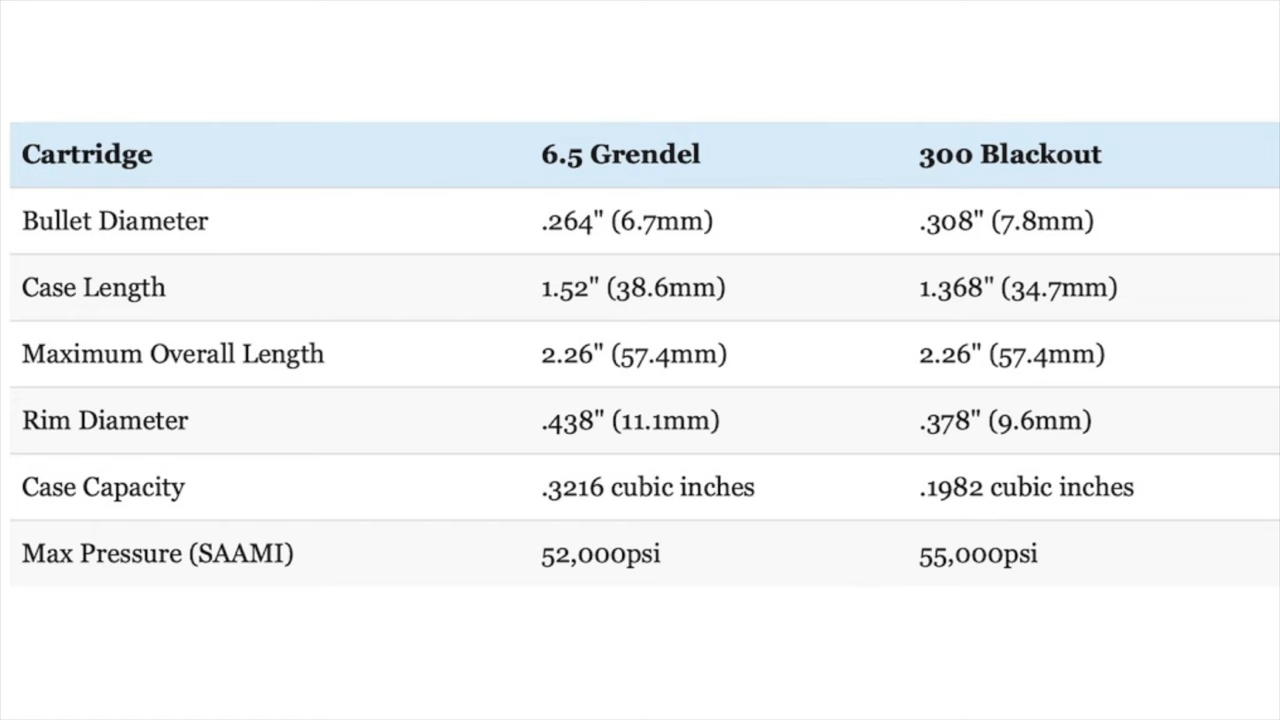 Cartridge 6.5 Grendel 300 Blackout
Bullet Diameter .264" (6.7mm) .308" (7.8mm)
Case Length 1.52" (38.6mm) 1.368" (34.7mm)
Maximum Overall Length 2.26" (57.4mm) 2.26" (57.4mm)
Rim Diameter .438" (11.1mm) .378" (9.6mm)
Case Capacity .3216 cubic inches .1982 cubic inches
Max Pressure (SAAMI) 52,000psi 55,000psi